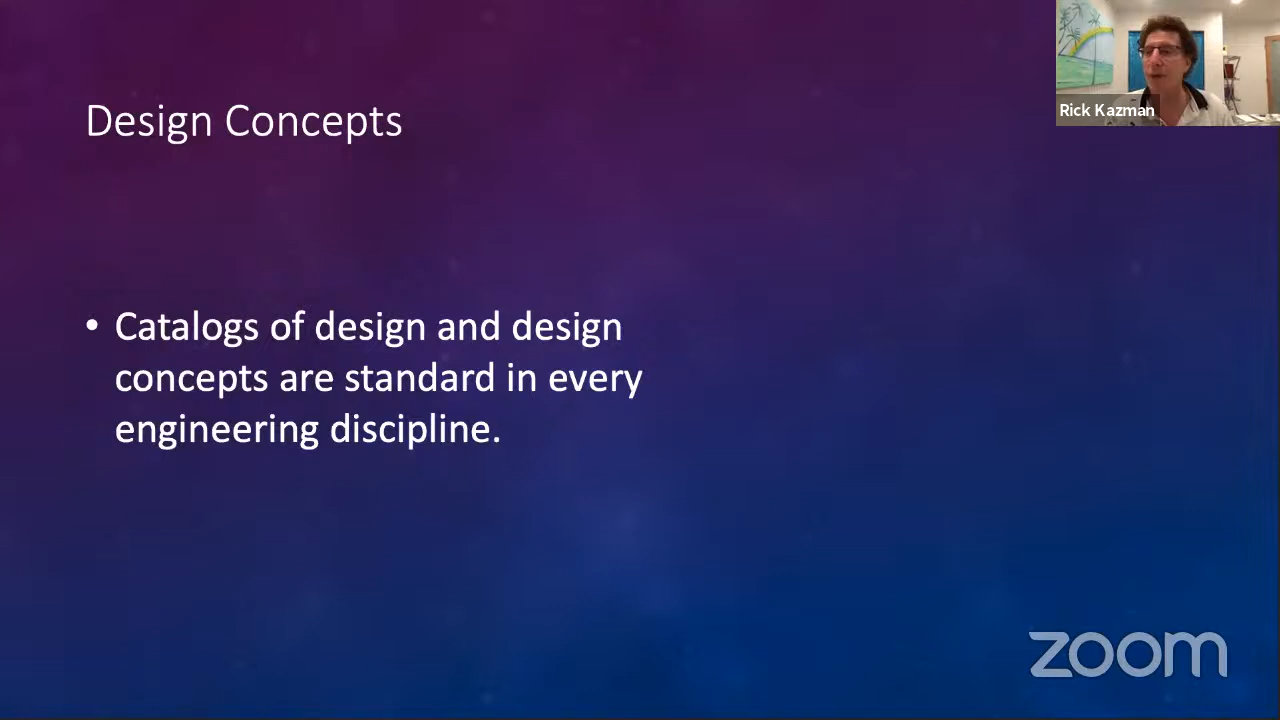 Rick Kazman
Design Concepts
• Catalogs of design and design
concepts are standard in every
engineering discipline.
zoom